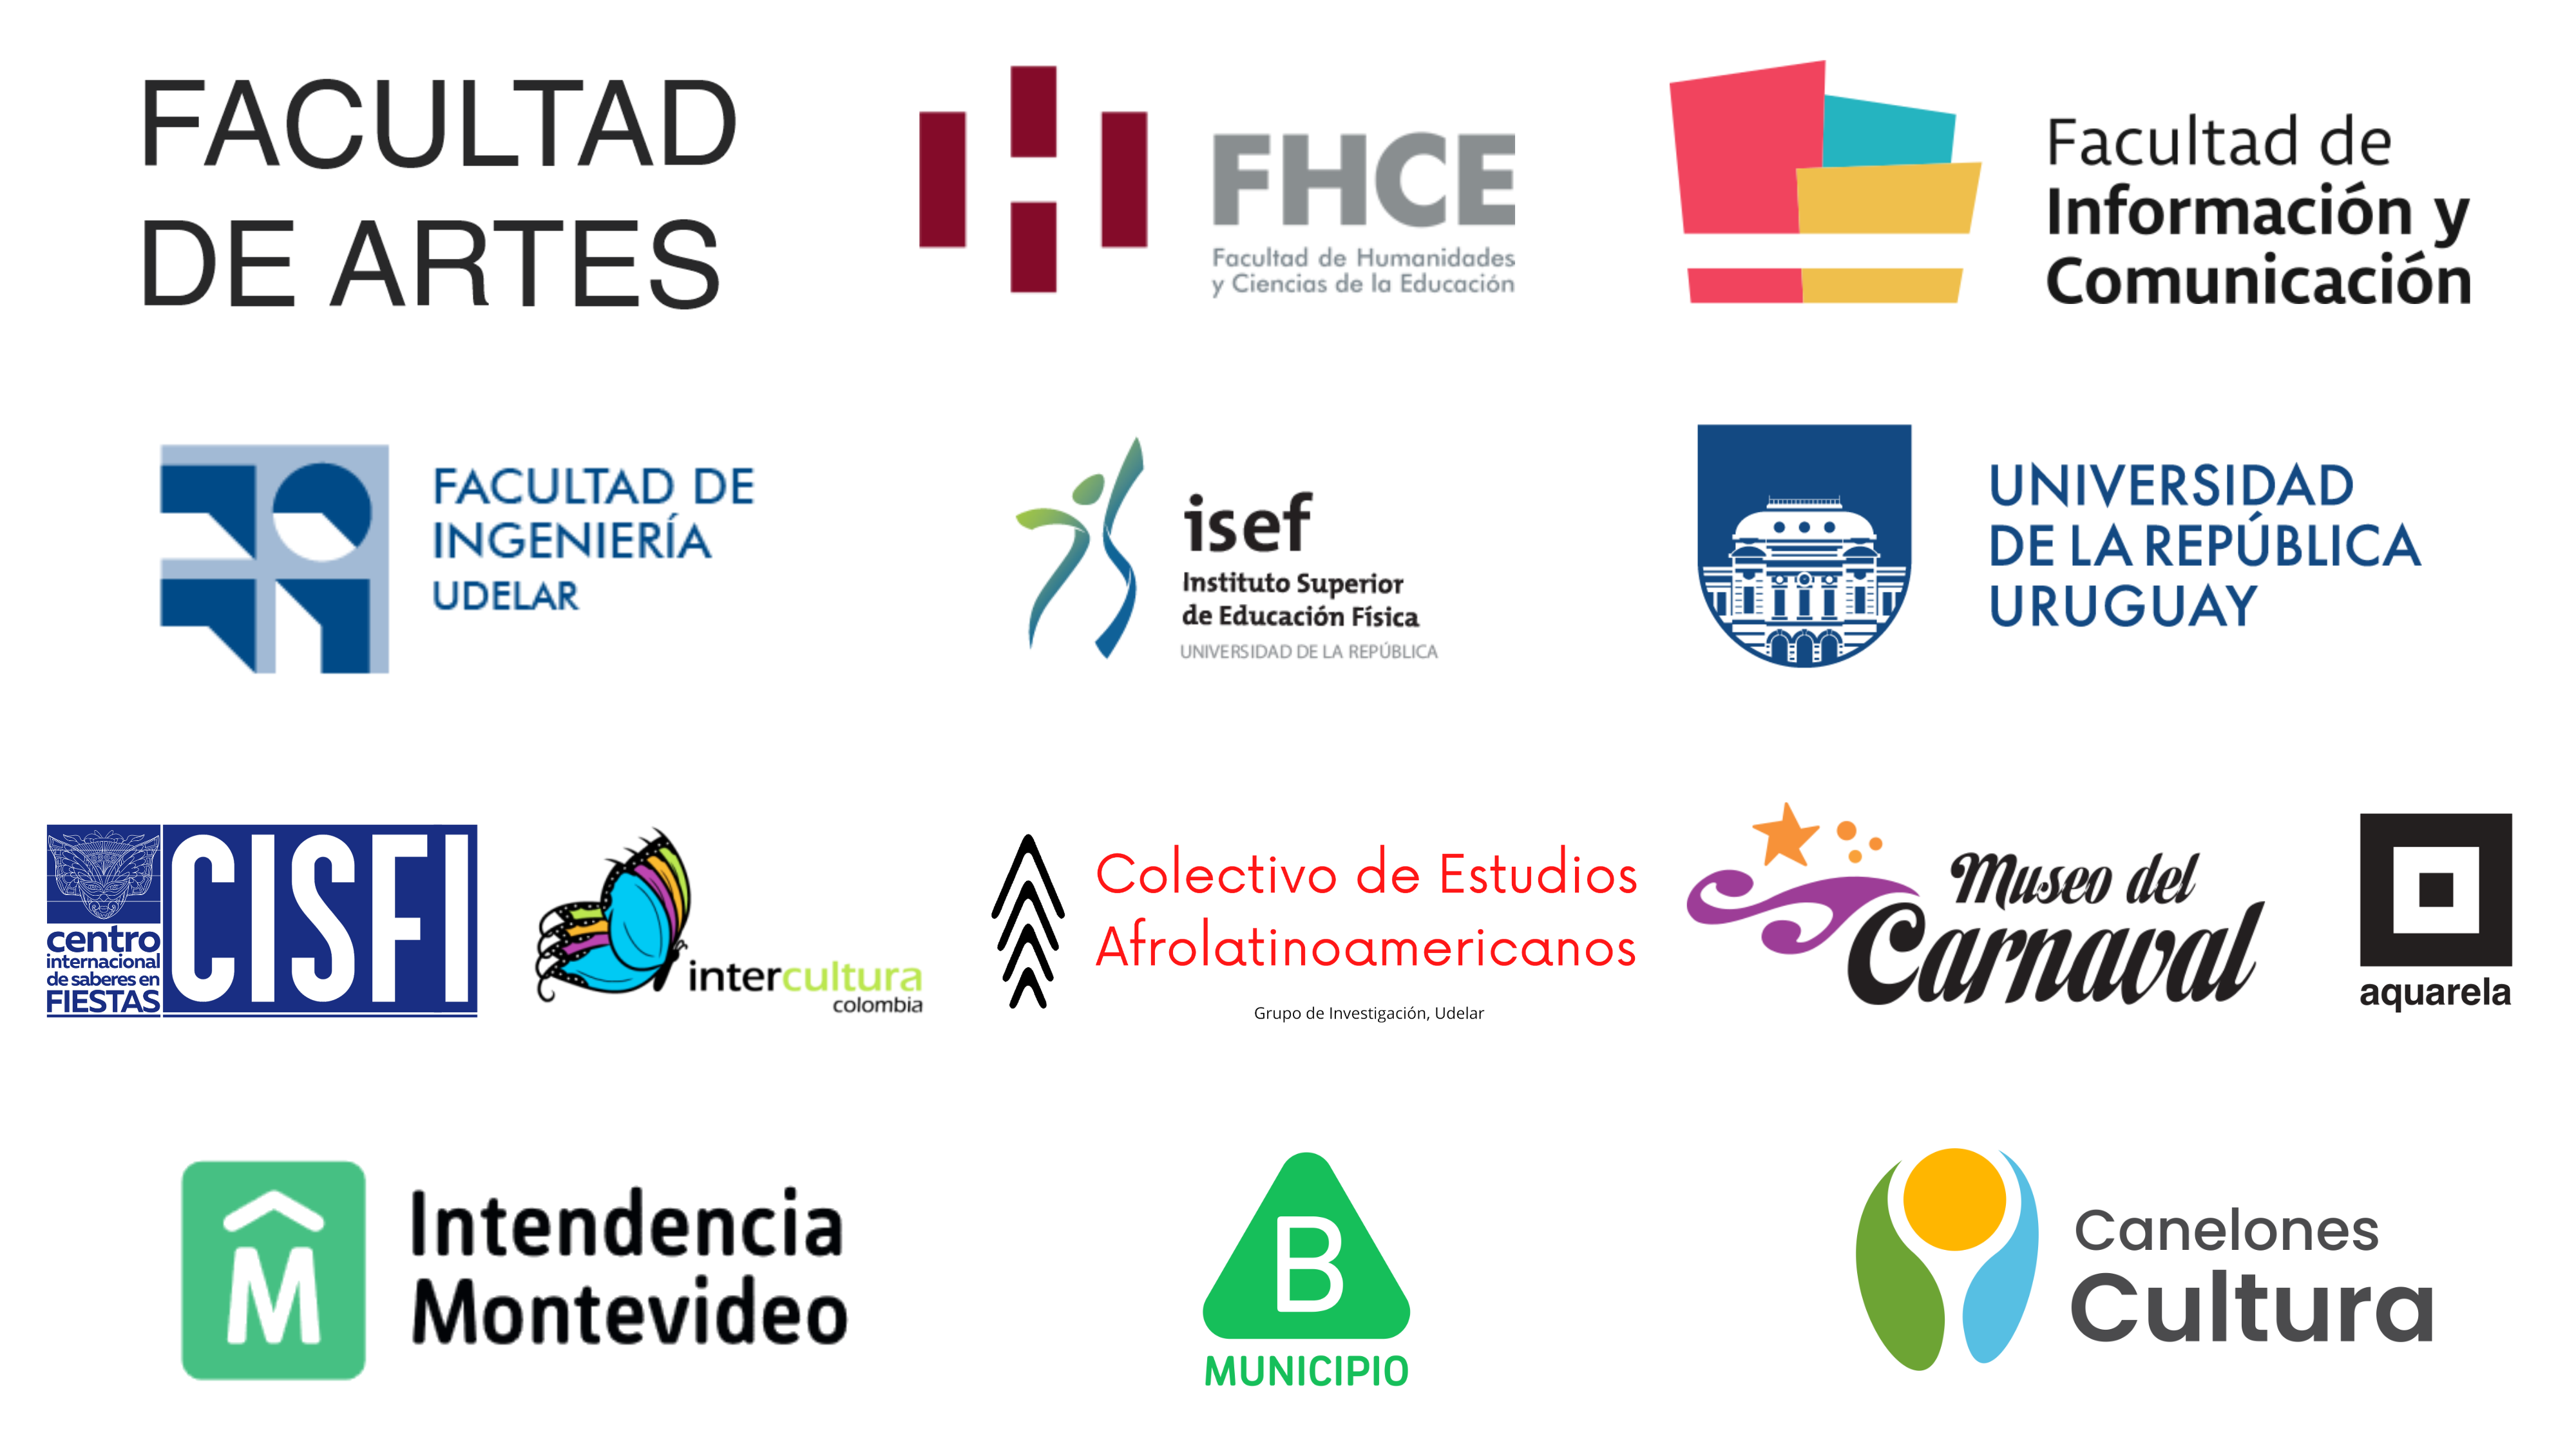 FACULTAD
DE ARTES
FHCE
Facultad de Humanidades
y Ciencias de la Educación
Facultad de
Información y
Comunicación
FACULTAD DE
INGENIERÍA
UDELAR
isef
Instituto Superior
de Educación Física
UNIVERSIDAD DE LA REPÚBLICA
UNIVERSIDAD
DE LA REPÚBLICA
URUGUAY
centro
internacional
de saberes en
FIESTAS
CISFI
intercultura
colombia
Colectivo de Estudios
Afrolatinoamericanos
Grupo de Investigación, Udelar
Museo del
Carnaval
aquarela
M
Intendencia
Montevideo
B
MUNICIPIO
Canelones
Cultura